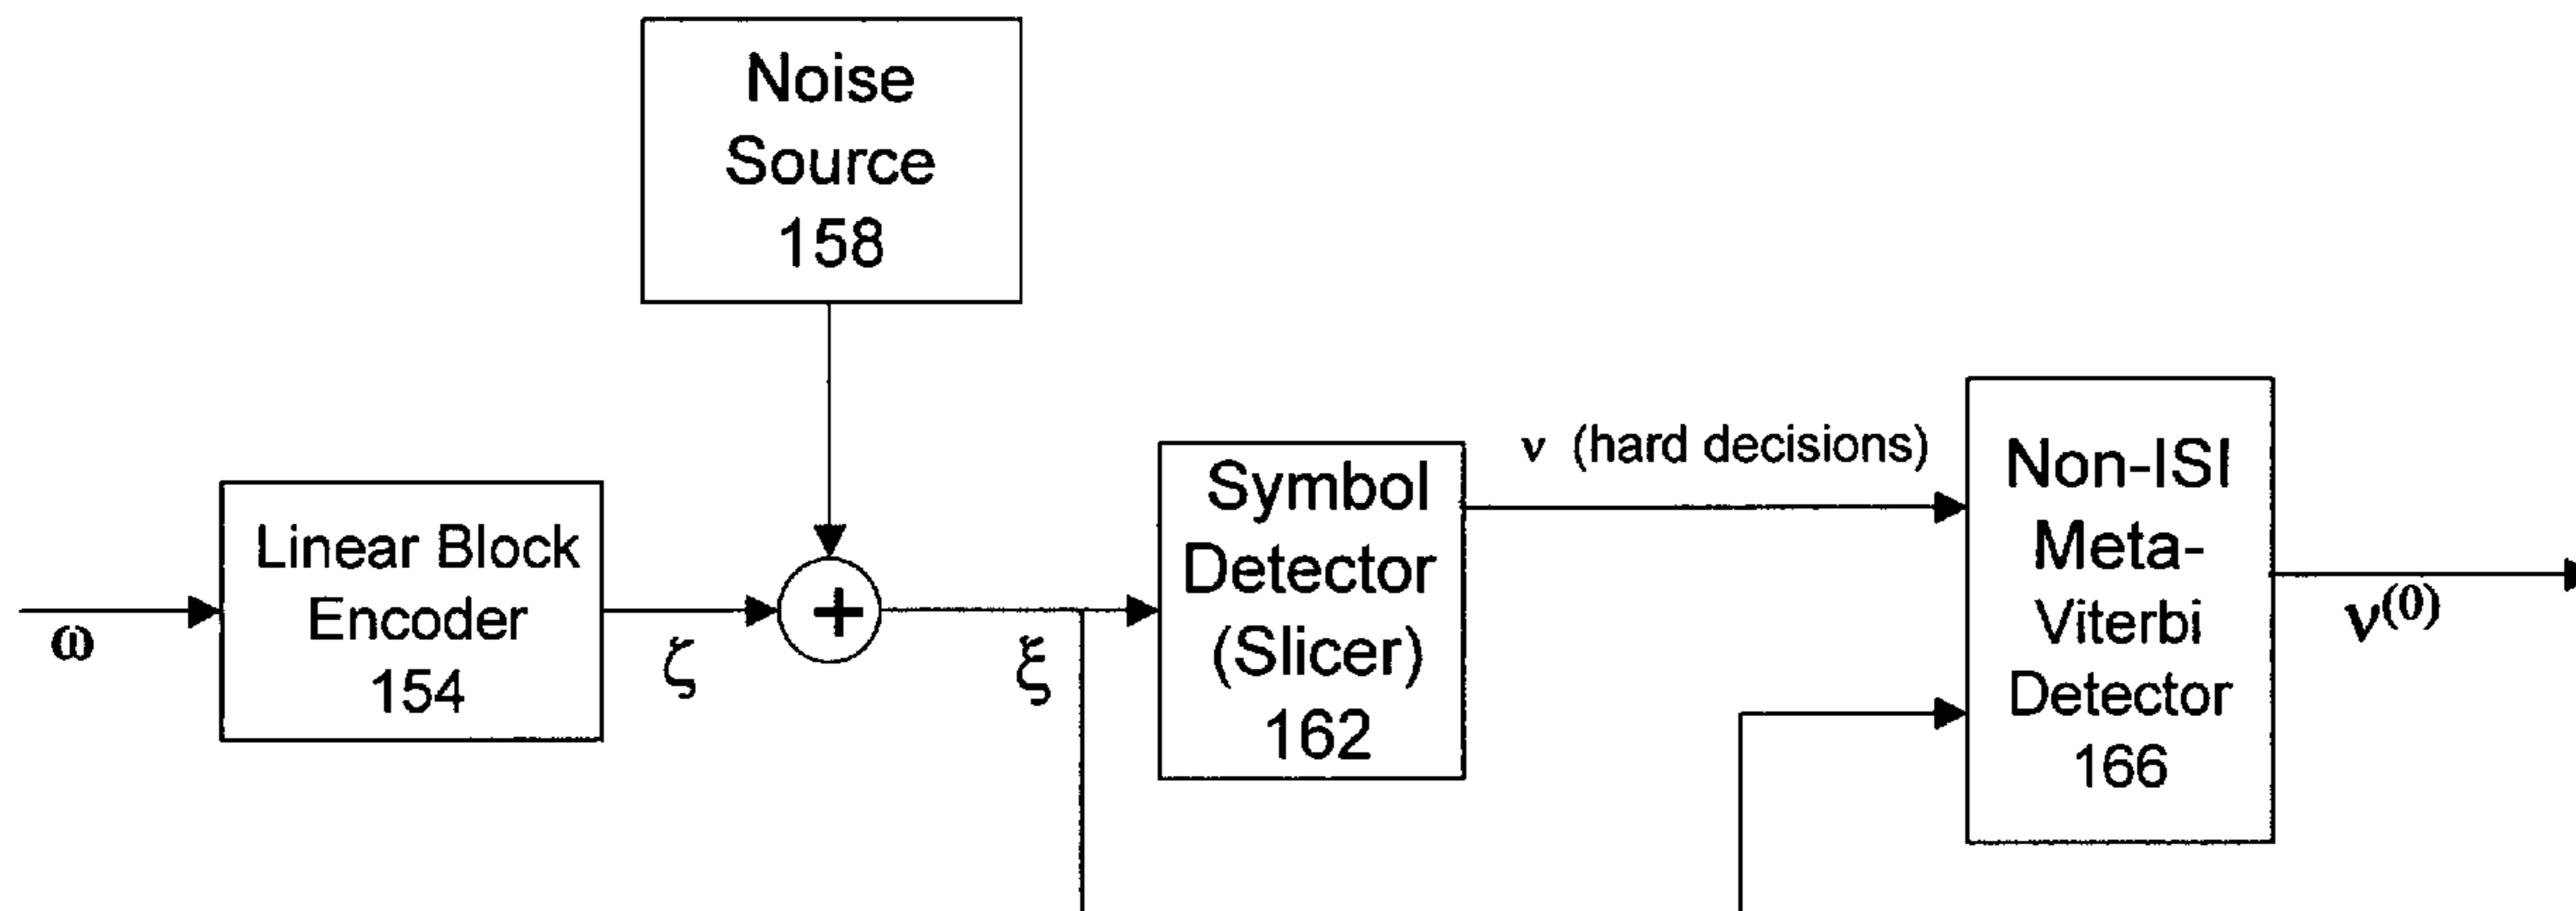 Noise
Source
158
ω
Linear Block
Encoder
154
ζ
+
ξ
Symbol
Detector
(Slicer)
162
ν (hard decisions)
Non-ISI
Meta-
Viterbi
Detector
166
ν(0)